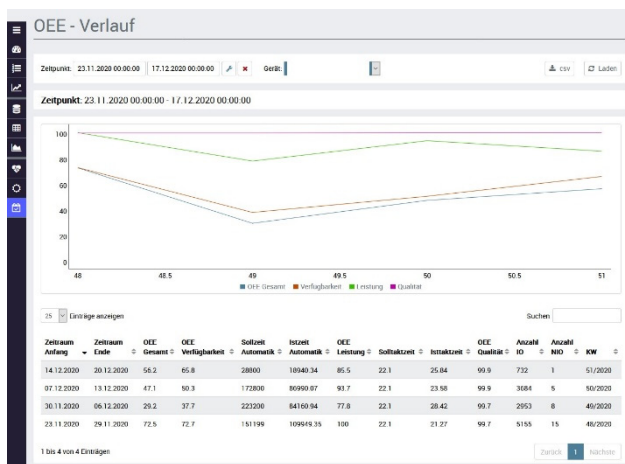 OEE - Verlauf
Zeitpunkt: 23.11.2020 00:00:00 17.12.2020 00:00:00 Gerät: csv Laden
Zeitpunkt: 23.11.2020 00:00:00 - 17.12.2020 00:00:00
100
80
60
40
20
0
48 48.5 49 49.5 50 50.5 51
OEE Gesamt Verfügbarkeit Leistung Qualität
25 Einträge anzeigen Suchen
Zeitraum Anfang Zeitraum Ende OEE Gesamt OEE Verfügbarkeit Sollzeit Automatik Istzeit Automatik OEE Leistung Solltaktzeit Isttaktzeit OEE Qualität Anzahl IO Anzahl NIO KW
14.12.2020 20.12.2020 56.2 65.8 28800 18940.34 85.5 22.1 25.84 99.9 732 1 51/2020
07.12.2020 13.12.2020 47.1 50.3 172800 86990.07 93.7 22.1 23.58 99.9 3684 5 50/2020
30.11.2020 06.12.2020 29.2 37.7 223200 84160.94 77.8 22.1 28.42 99.7 2953 8 49/2020
23.11.2020 29.11.2020 72.5 72.7 151199 109949.35 100 22.1 21.27 99.7 5155 15 48/2020
1 bis 4 von 4 Einträgen Zurück 1 Nächste